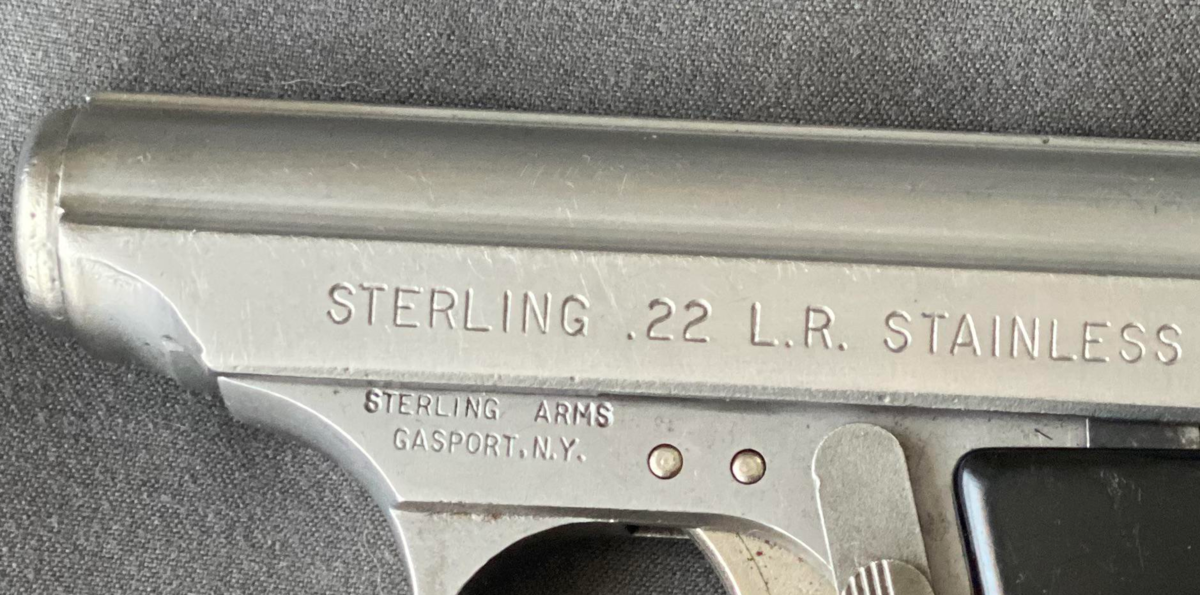 STERLING .22 L.R. STAINLESS
STERLING ARMS
GASPORT, N.Y.